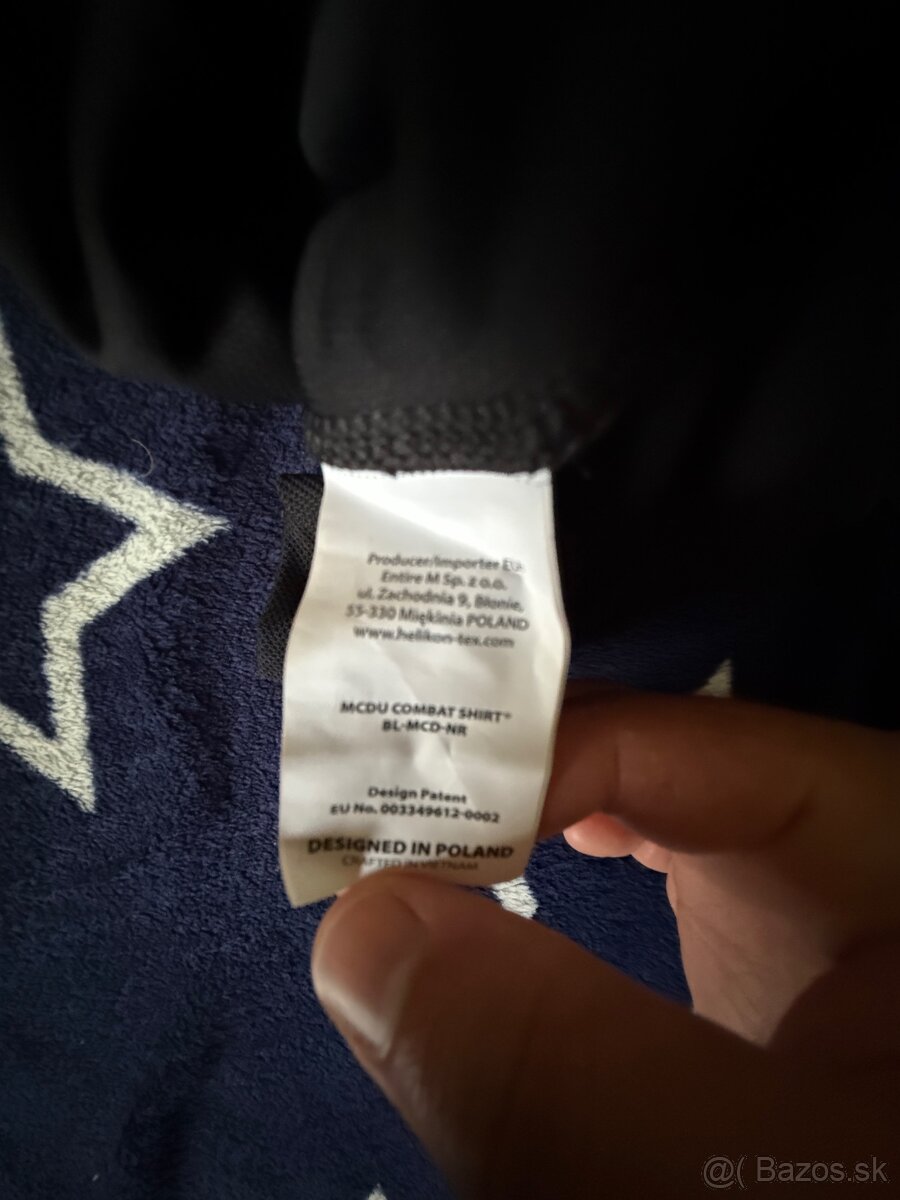 Producer/Importer EU:
Entire M Sp. z o.o.
ul. Zachodnia 9, Błonie,
55-330 Miękinia POLAND
www.helikon-tex.com
MCDU COMBAT SHIRT®
BL-MCD-NR
Design Patent
EU No. 003349612-0002
DESIGNED IN POLAND
CRAFTED IN VIETNAM
@( Bazos.sk